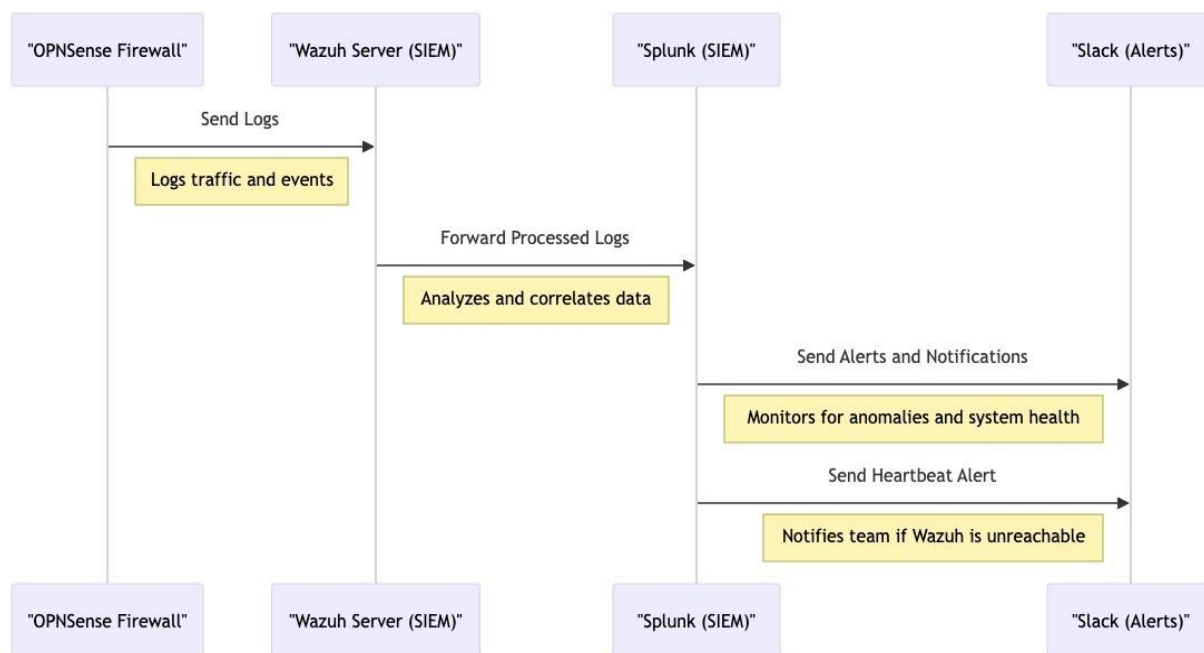 "OPNSense Firewall"
"Wazuh Server (SIEM)"
"Splunk (SIEM)"
"Slack (Alerts)"
Send Logs
Logs traffic and events
Forward Processed Logs
Analyzes and correlates data
Send Alerts and Notifications
Monitors for anomalies and system health
Send Heartbeat Alert
Notifies team if Wazuh is unreachable
"OPNSense Firewall"
"Wazuh Server (SIEM)"
"Splunk (SIEM)"
"Slack (Alerts)"